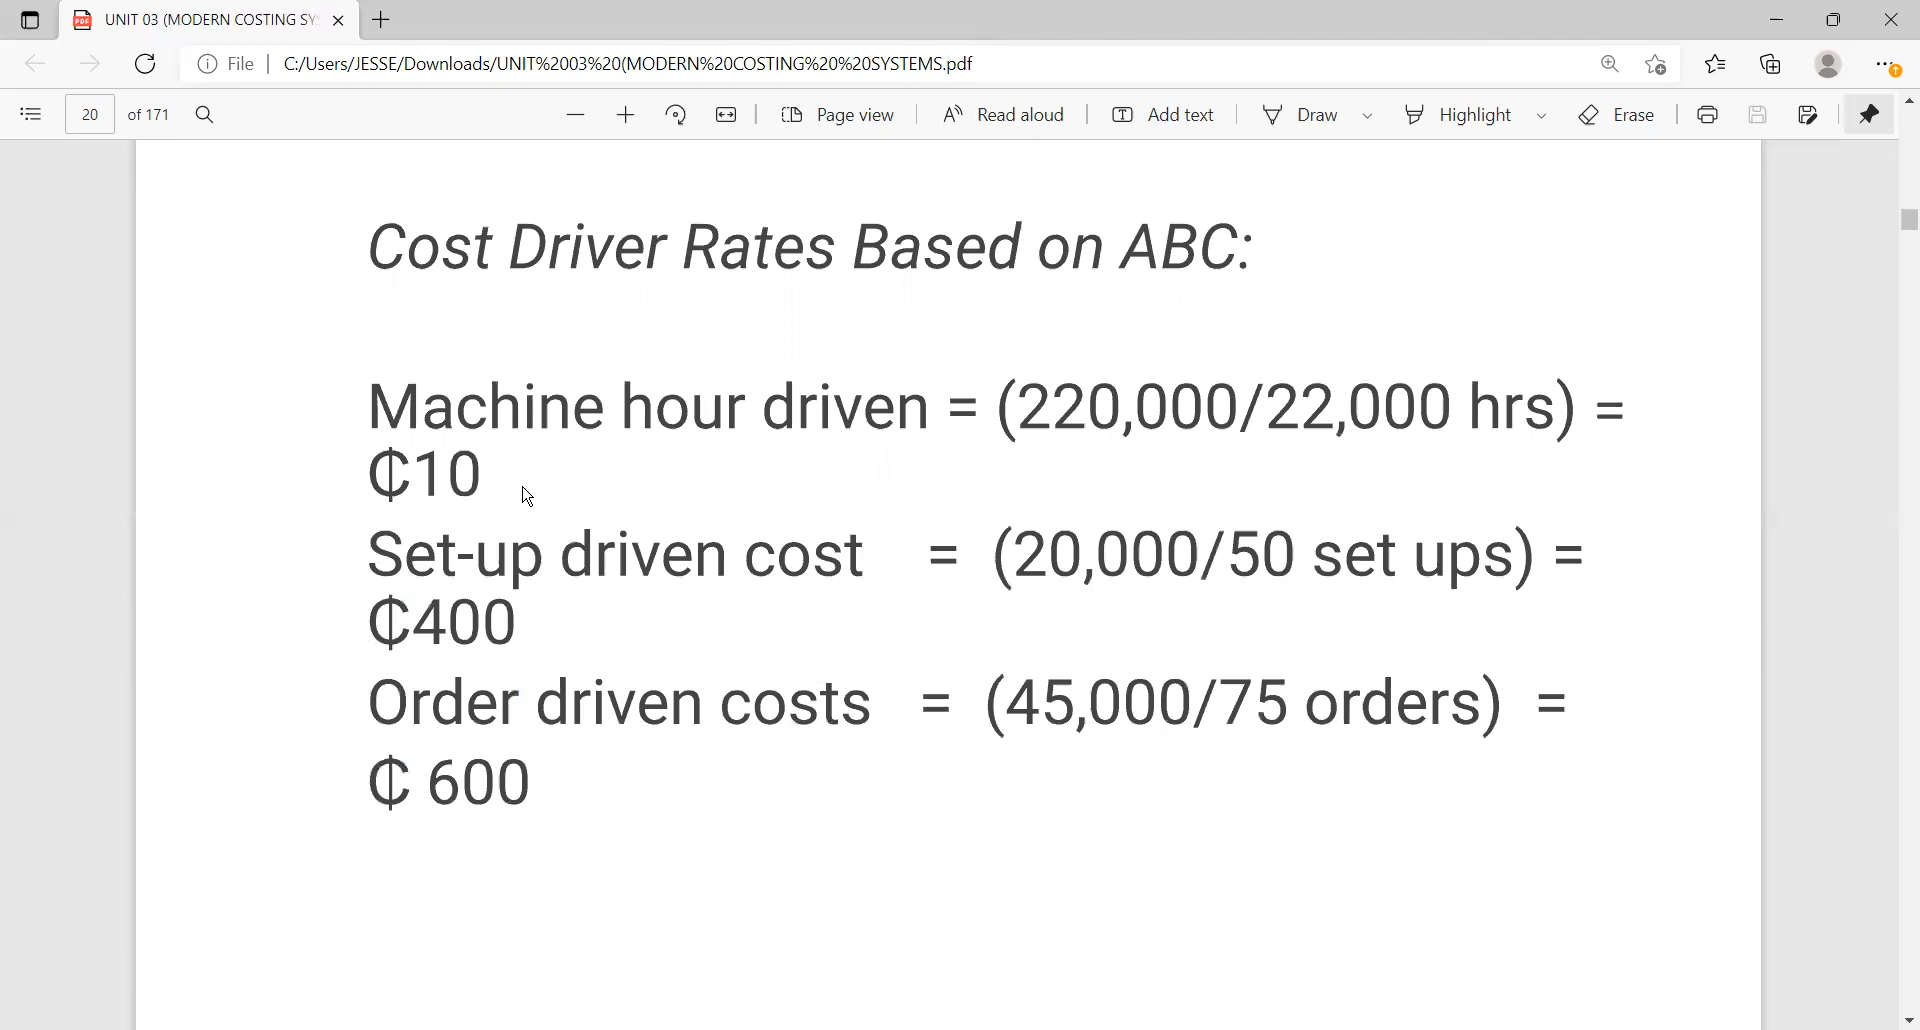 UNIT 03 (MODERN COSTING SY
File
C:/Users/JESSE/Downloads/UNIT%2003%20(MODERN%20COSTING%20%20SYSTEMS.pdf
20 of 171
Page view
Read aloud
Add text
Draw
Highlight
Erase
Cost Driver Rates Based on ABC:
Machine hour driven = (220,000/22,000 hrs) =
₵10
Set-up driven cost = (20,000/50 set ups) =
₵400
Order driven costs = (45,000/75 orders) =
₵ 600